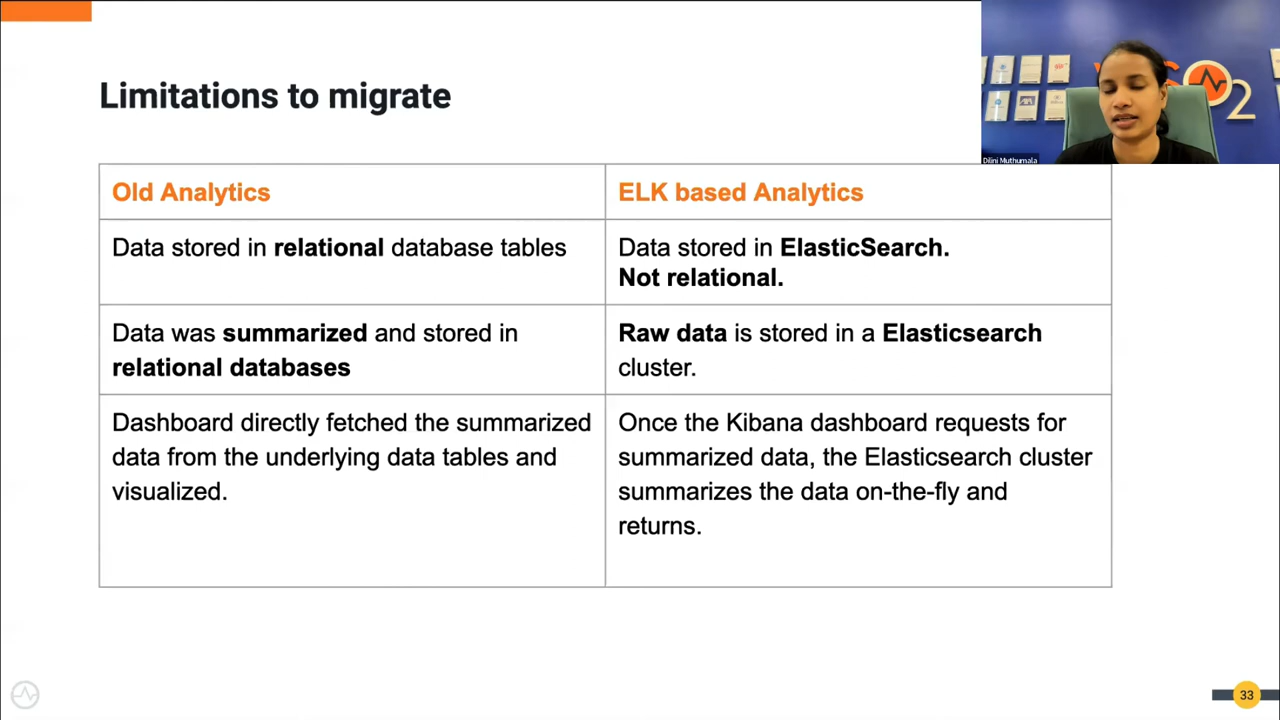 Limitations to migrate
Old Analytics
ELK based Analytics
Data stored in relational database tables
Data stored in ElasticSearch.
Not relational.
Data was summarized and stored in
relational databases
Raw data is stored in a Elasticsearch
cluster.
Dashboard directly fetched the summarized
data from the underlying data tables and
visualized.
Once the Kibana dashboard requests for
summarized data, the Elasticsearch cluster
summarizes the data on-the-fly and
returns.
2
Dilini Muthumala
33